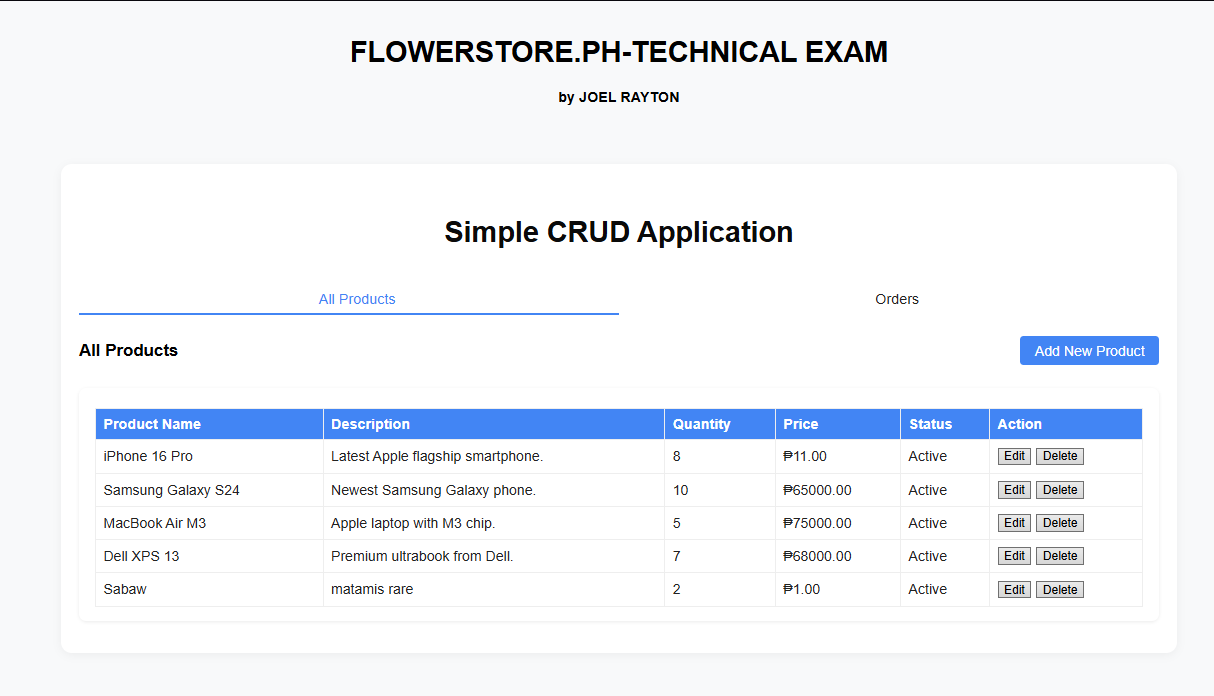 FLOWERSTORE.PH-TECHNICAL EXAM
by JOEL RAYTON
Simple CRUD Application
All Products Orders
All Products Add New Product
Product Name Description Quantity Price Status Action
iPhone 16 Pro Latest Apple flagship smartphone. 8 ₱11.00 Active Edit Delete
Samsung Galaxy S24 Newest Samsung Galaxy phone. 10 ₱65000.00 Active Edit Delete
MacBook Air M3 Apple laptop with M3 chip. 5 ₱75000.00 Active Edit Delete
Dell XPS 13 Premium ultrabook from Dell. 7 ₱68000.00 Active Edit Delete
Sabaw matamis rare 2 ₱1.00 Active Edit Delete